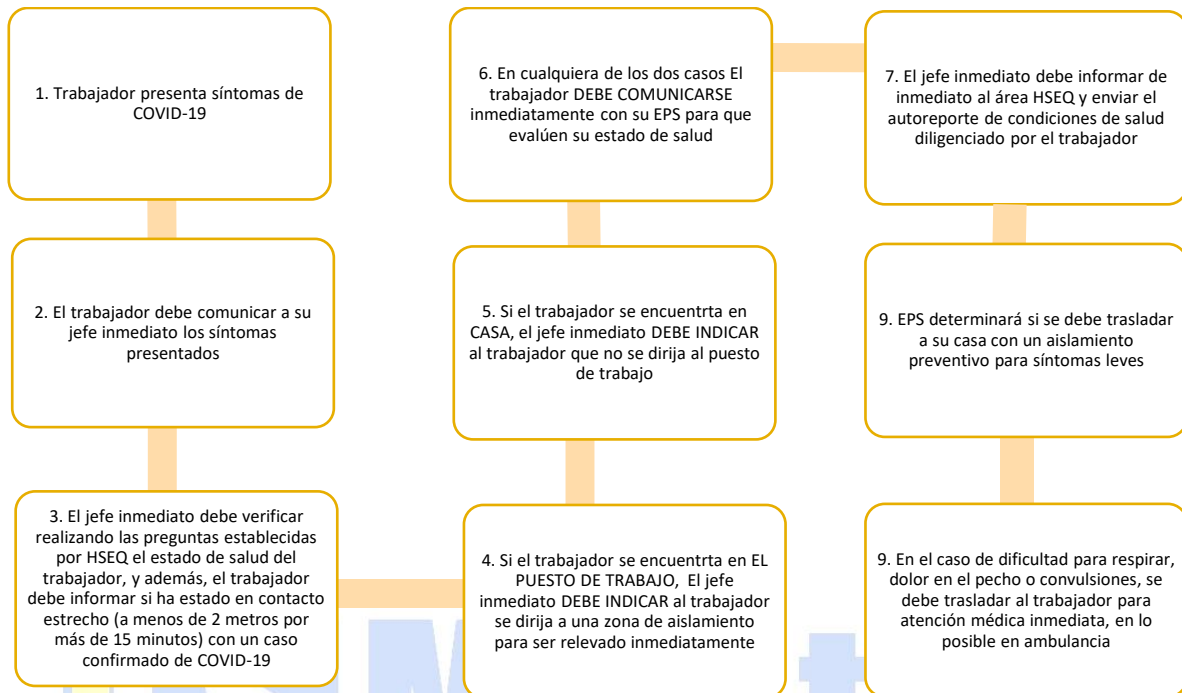 1. Trabajador presenta síntomas de
COVID-19
2. El trabajador debe comunicar a su
jefe inmediato los síntomas
presentados
3. El jefe inmediato debe verificar
realizando las preguntas establecidas
por HSEQ el estado de salud del
trabajador, y además, el trabajador
debe informar si ha estado en contacto
estrecho (a menos de 2 metros por
más de 15 minutos) con un caso
confirmado de COVID-19
4. Si el trabajador se encuentrta en EL
PUESTO DE TRABAJO, El jefe
inmediato DEBE INDICAR al trabajador
se dirija a una zona de aislamiento
para ser relevado inmediatamente
5. Si el trabajador se encuentrta en
CASA, el jefe inmediato DEBE INDICAR
al trabajador que no se dirija al puesto
de trabajo
6. En cualquiera de los dos casos El
trabajador DEBE COMUNICARSE
inmediatamente con su EPS para que
evalúen su estado de salud
7. El jefe inmediato debe informar de
inmediato al área HSEQ y enviar el
autoreporte de condiciones de salud
diligenciado por el trabajador
9. EPS determinará si se debe trasladar
a su casa con un aislamiento
preventivo para síntomas leves
9. En el caso de dificultad para respirar,
dolor en el pecho o convulsiones, se
debe trasladar al trabajador para
atención médica inmediata, en lo
posible en ambulancia